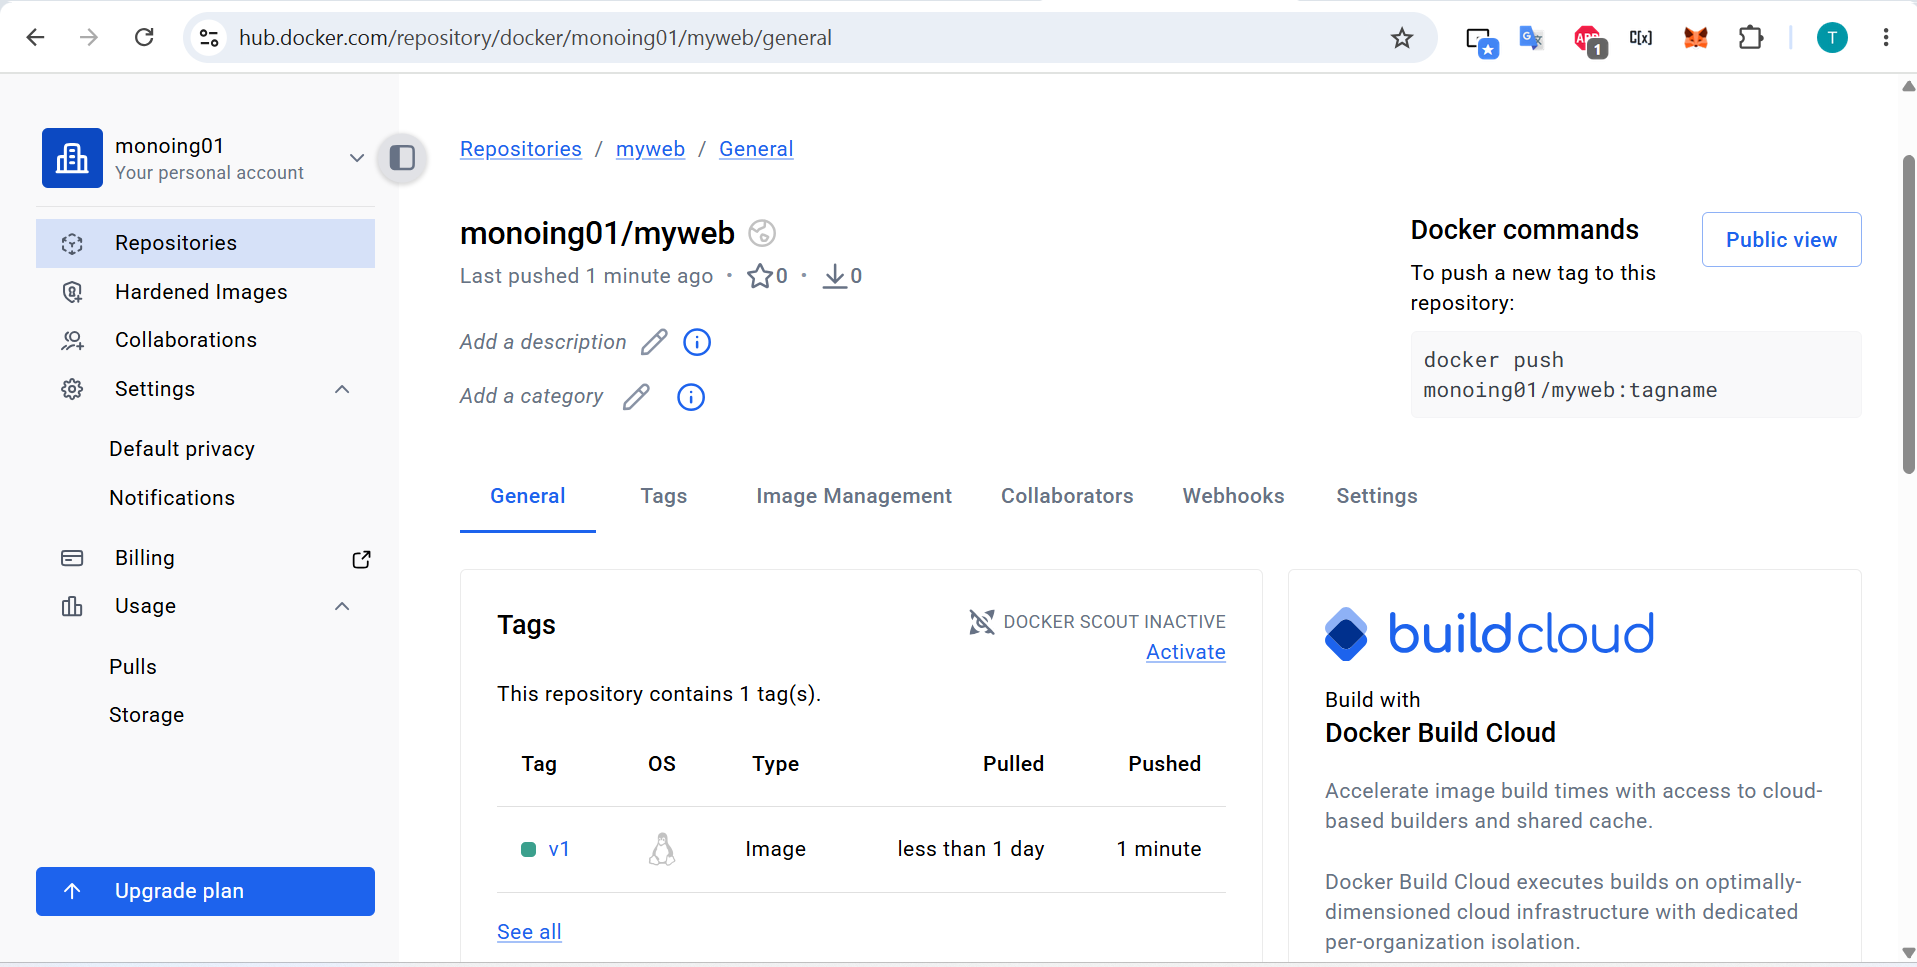 hub.docker.com/repository/docker/monoing01/myweb/general
ABP 1
C[x]
T
monoing01
Your personal account
Repositories
Hardened Images
Collaborations
Settings
Default privacy
Notifications
Billing
Usage
Pulls
Storage
Upgrade plan
Repositories / myweb / General
monoing01/myweb
Last pushed 1 minute ago • 0 • 0
Add a description
Add a category
Docker commands
Public view
To push a new tag to this
repository:
docker push
monoing01/myweb:tagname
General Tags Image Management Collaborators Webhooks Settings
Tags
DOCKER SCOUT INACTIVE
Activate
This repository contains 1 tag(s).
Tag OS Type Pulled Pushed
v1 Image less than 1 day 1 minute
See all
buildcloud
Build with
Docker Build Cloud
Accelerate image build times with access to cloud-
based builders and shared cache.
Docker Build Cloud executes builds on optimally-
dimensioned cloud infrastructure with dedicated
per-organization isolation.